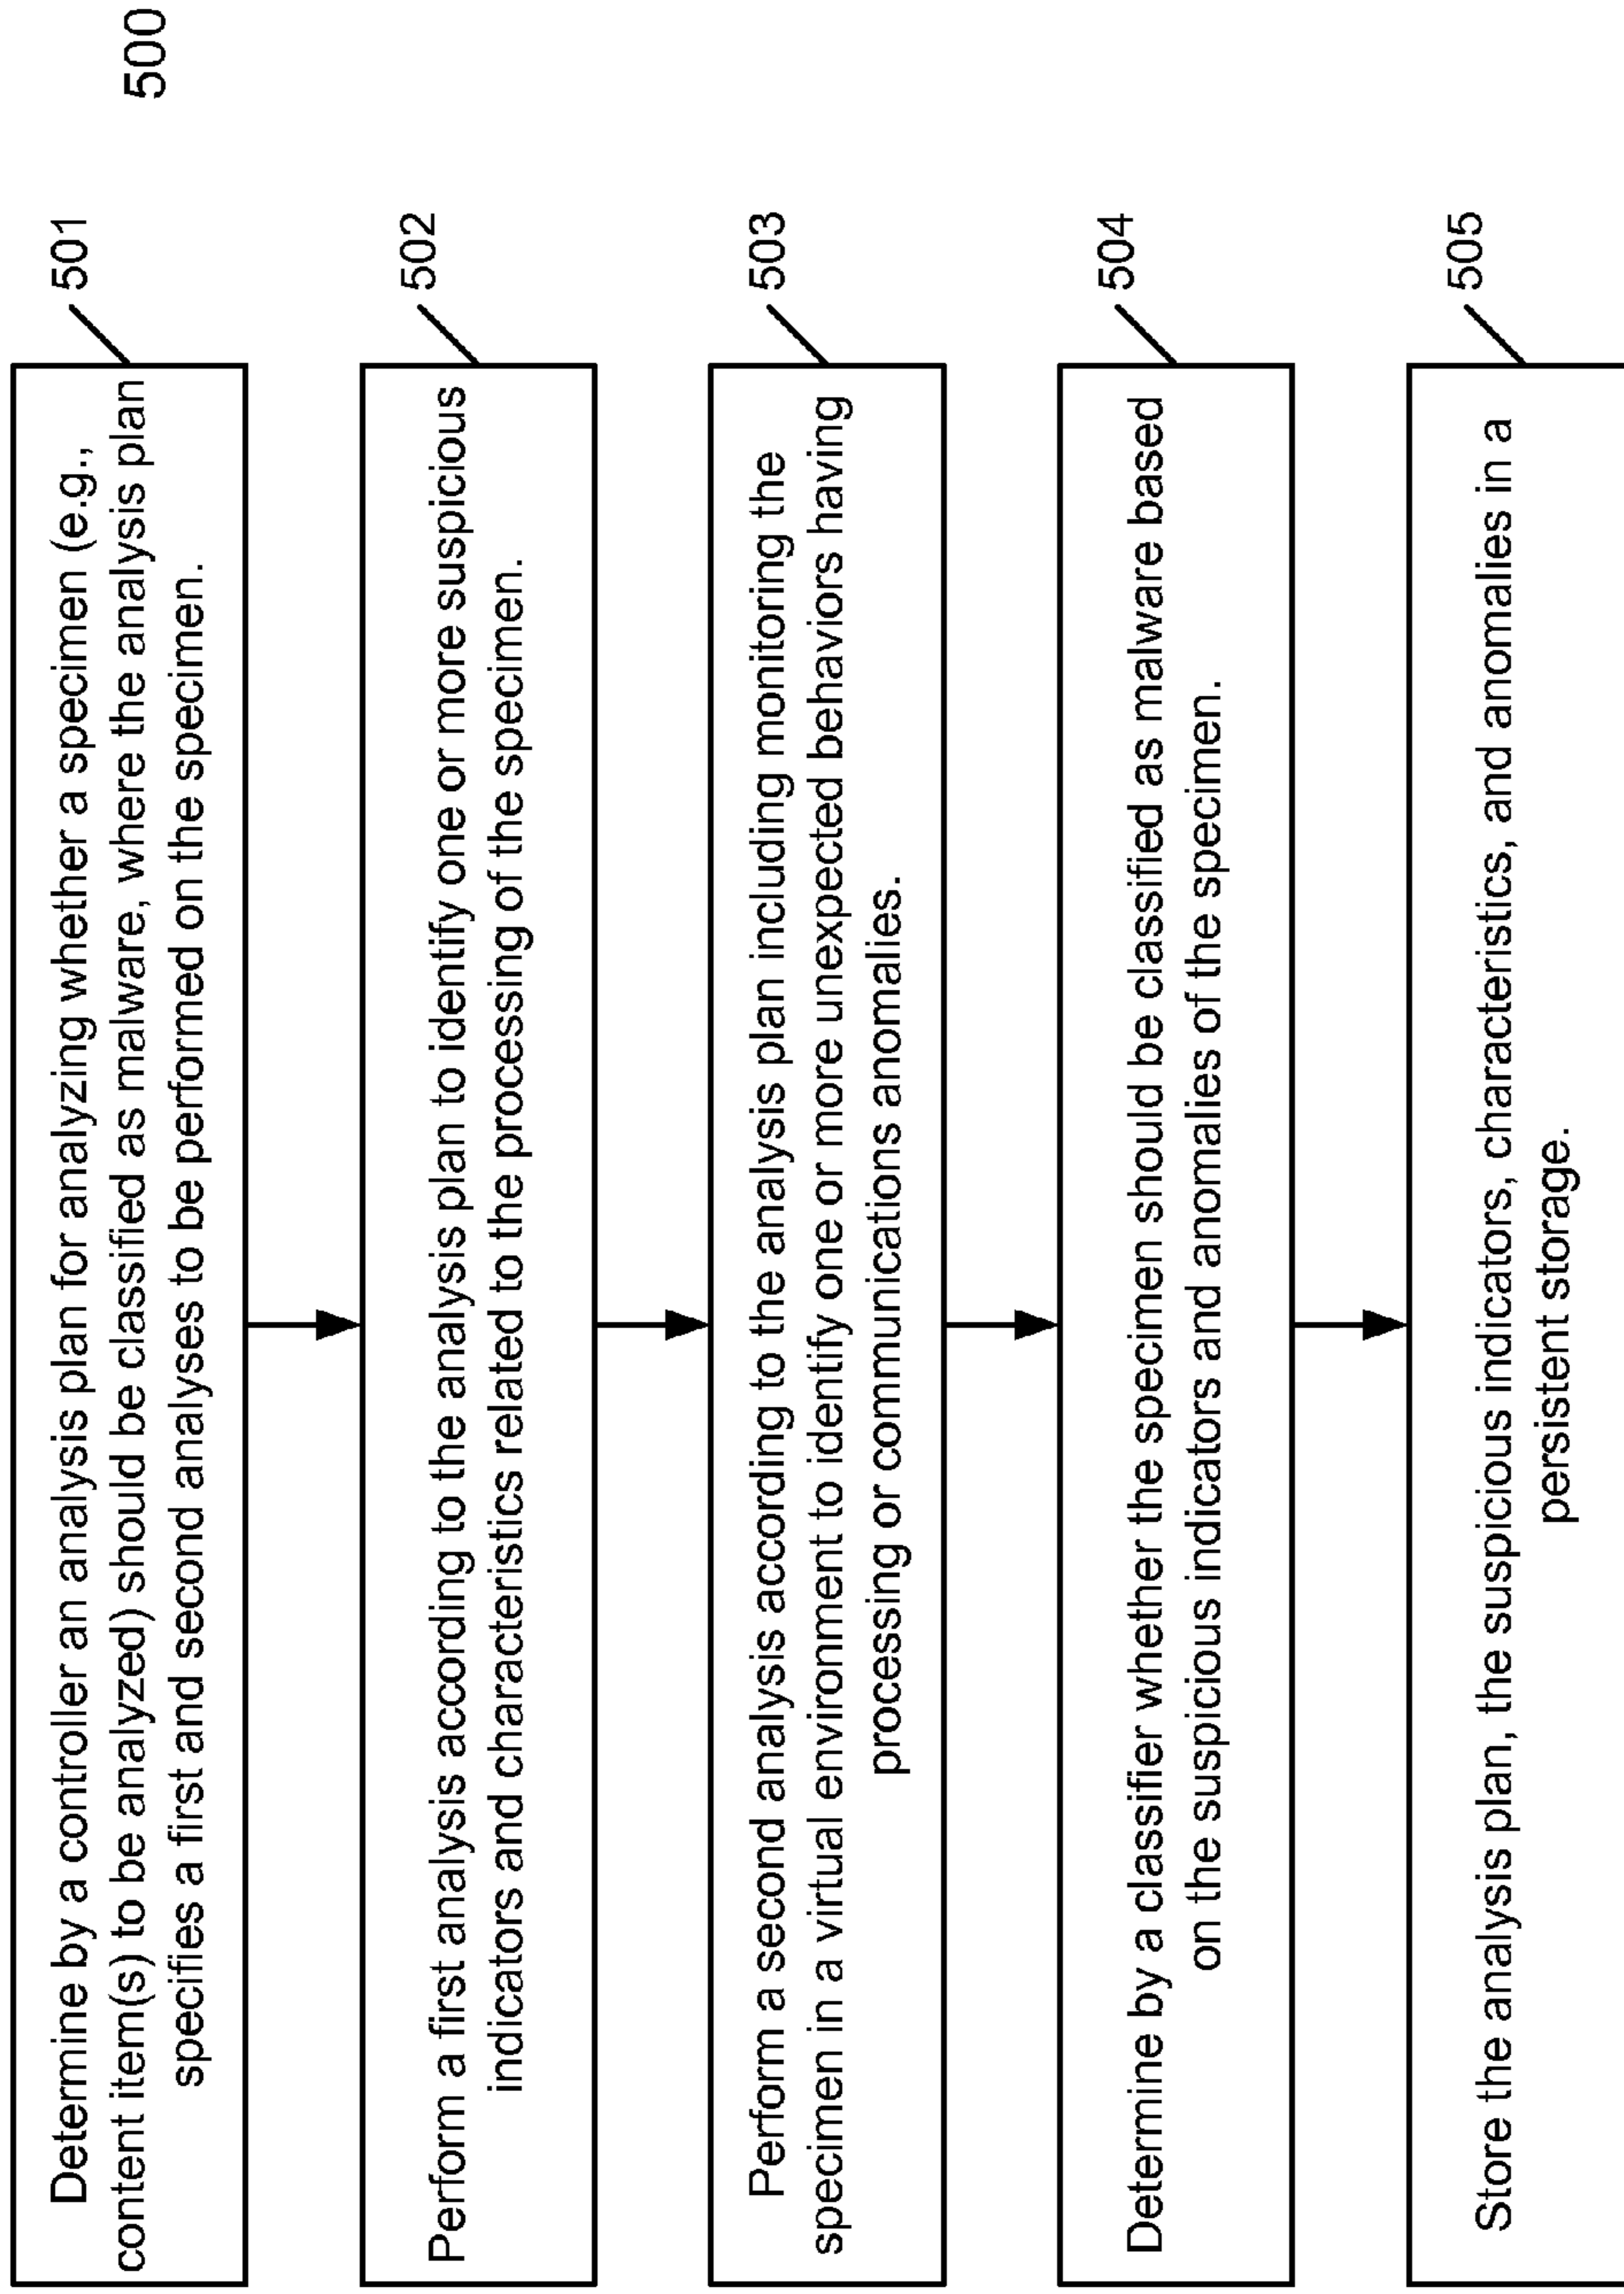 500
501
Determine by a controller an analysis plan for analyzing whether a specimen (e.g.,
content item(s) to be analyzed) should be classified as malware, where the analysis plan
specifies a first and second analyses to be performed on the specimen.
502
Perform a first analysis according to the analysis plan to identify one or more suspicious
indicators and characteristics related to the processing of the specimen.
503
Perform a second analysis according to the analysis plan including monitoring the
specimen in a virtual environment to identify one or more unexpected behaviors having
processing or communications anomalies.
504
Determine by a classifier whether the specimen should be classified as malware based
on the suspicious indicators and anomalies of the specimen.
505
Store the analysis plan, the suspicious indicators, characteristics, and anomalies in a
persistent storage.